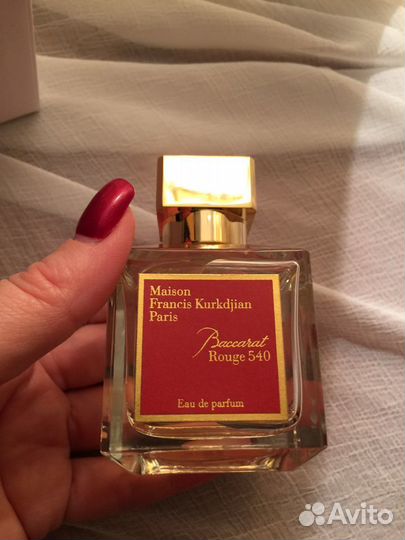 Maison
Francis Kurkdjian
Paris
Baccarat
Rouge 540
Eau de parfum
Avito